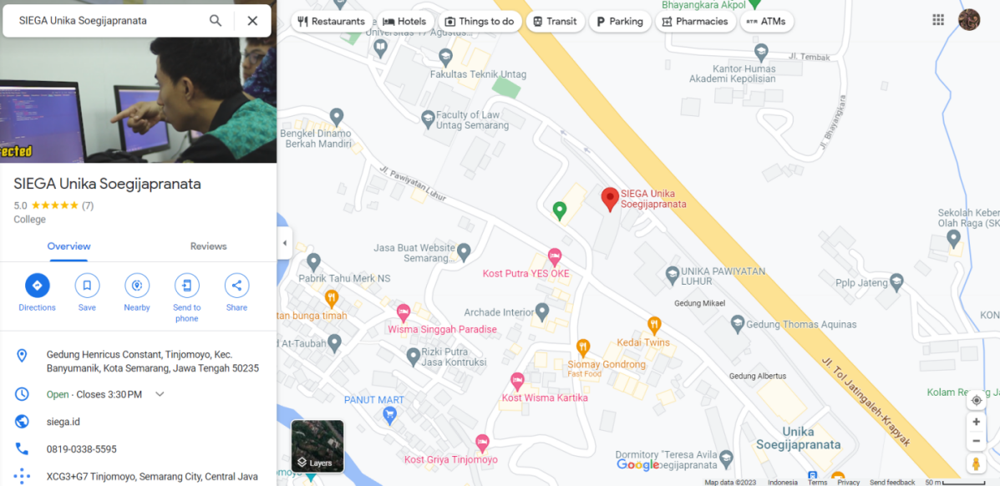 SIEGA Unika Soegijapranata
Restaurants
Hotels
Things to do
Transit
Parking
Pharmacies
ATM
ATMs
ected
SIEGA Unika Soegijapranata
5.0
(7)
College
Overview
Reviews
Directions
Save
Nearby
Send to
phone
Share
Gedung Henricus Constant, Tinjomoyo, Kec.
Banyumanik, Kota Semarang, Jawa Tengah 50235
Open · Closes 3:30 PM
siega.id
0819-0338-5595
XCG3+G7 Tinjomoyo, Semarang City, Central Java
Bhayangkara Akpol
Universitas 17 Agustus...
Fakultas Teknik Untag
Kantor Humas
Akademi Kepolisian
Jl. Tembak
Jl. Bhayangkara
Faculty of Law
Untag Semarang
Bengkel Dinamo
Berkah Mandiri
Jl. Pawiyatan Luhur
SIEGA Unika
Soegijapranata
Sekolah Keber
Olah Raga (SK
Jasa Buat Website
Semarang...
Kost Putra YES OKE
Pabrik Tahu Merk NS
UNIKA PAWIYATAN
LUHUR
Pplp Jateng
Gedung Mikael
tan bunga timah
Archade Interior
Wisma Singgah Paradise
Gedung Thomas Aquinas
KON
d At-Taubah
Kedai Twins
Rizki Putra
Jasa Kontruksi
Siomay Gondrong
Fast Food
Jl. Tol Jatingaleh-Krapyak
Gedung Albertus
Kost Wisma Kartika
Kolam Re
Ja
PANUT MART
Unika
Soegijapranata
Kost Griya Tinjomoyo
Dormitory "Teresa Avila
Soegijapranata
Layers
Google
moyo
Map data ©2023
Indonesia
Terms
Privacy
Send feedback
50 m